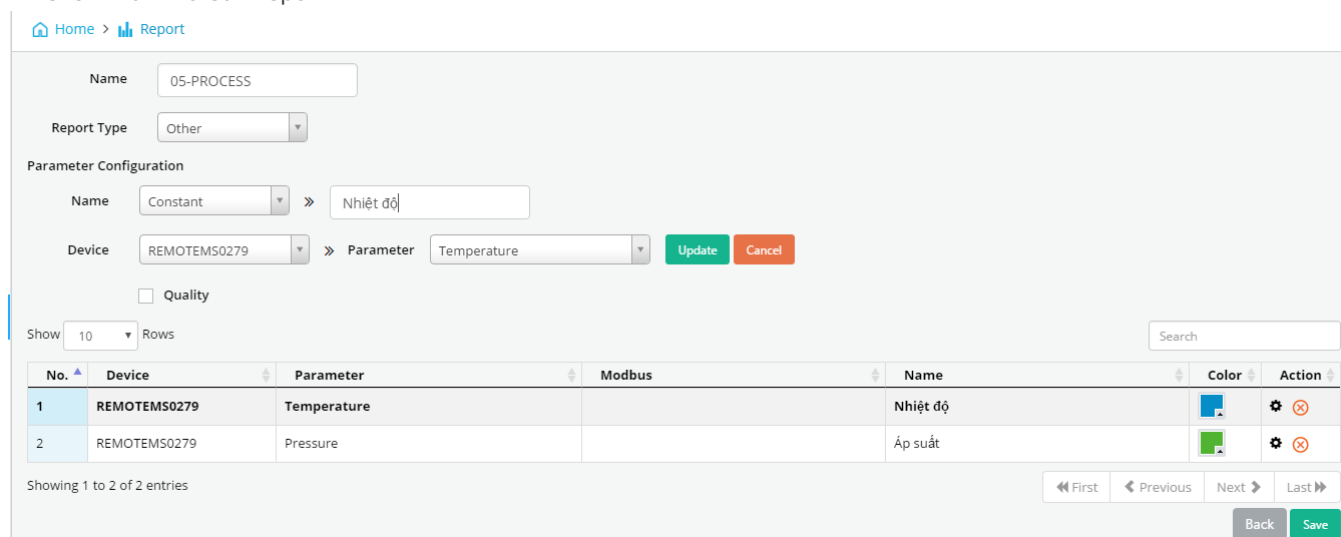 Home > Report
Name 05-PROCESS
Report Type Other
Parameter Configuration
Name Constant » Nhiệt độ
Device REMOTEMS0279 » Parameter Temperature Update Cancel
Quality
Show 10 Rows Search
No. Device Parameter Modbus Name Color Action
1 REMOTEMS0279 Temperature Nhiệt độ
2 REMOTEMS0279 Pressure Áp suất
Showing 1 to 2 of 2 entries First Previous Next Last
Back Save